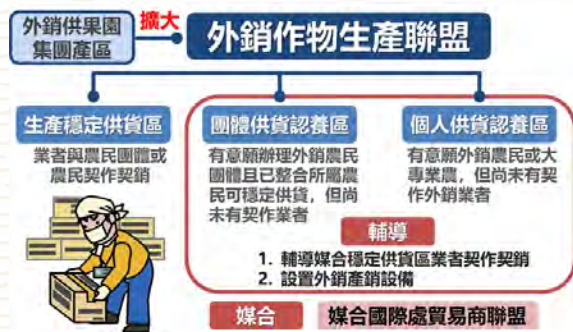 外銷供果園
集團產區
擴大
外銷作物生產聯盟
生產穩定供貨區
業者與農民團體或
農民契作契銷
團體供貨認養區
有意願辦理外銷農民
團體且已整合所屬農
民可穩定供貨，但尚
未有契作業者
個人供貨認養區
有意願外銷農民或大
專業農，但尚未有契
作外銷業者
輔導
1. 輔導媒合穩定供貨區業者契作契銷
2. 設置外銷產銷設備
媒合
媒合國際處貿易商聯盟